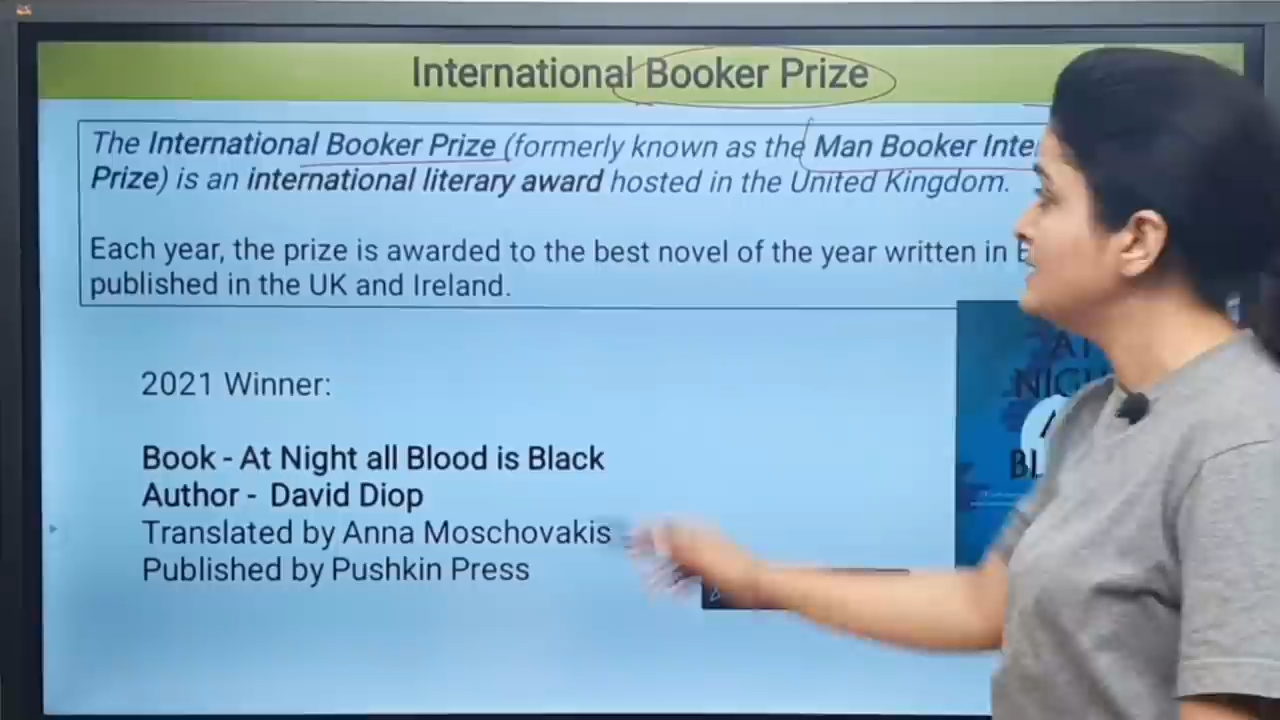 International Booker Prize
The International Booker Prize (formerly known as the Man Booker
Prize) is an international literary award hosted in the United Kingdom.
Each year, the prize is awarded to the best novel of the year written in
published in the UK and Ireland.
2021 Winner:
Book - At Night all Blood is Black
Author - David Diop
Translated by Anna Moschovakis
Published by Pushkin Press